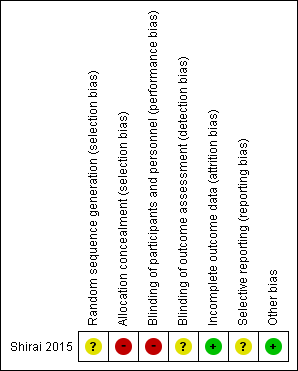 Random sequence generation (selection bias)
Allocation concealment (selection bias)
Blinding of participants and personnel (performance bias)
Blinding of outcome assessment (detection bias)
Incomplete outcome data (attrition bias)
Selective reporting (reporting bias)
Other bias
Shirai 2015 ? - - ? + ? +